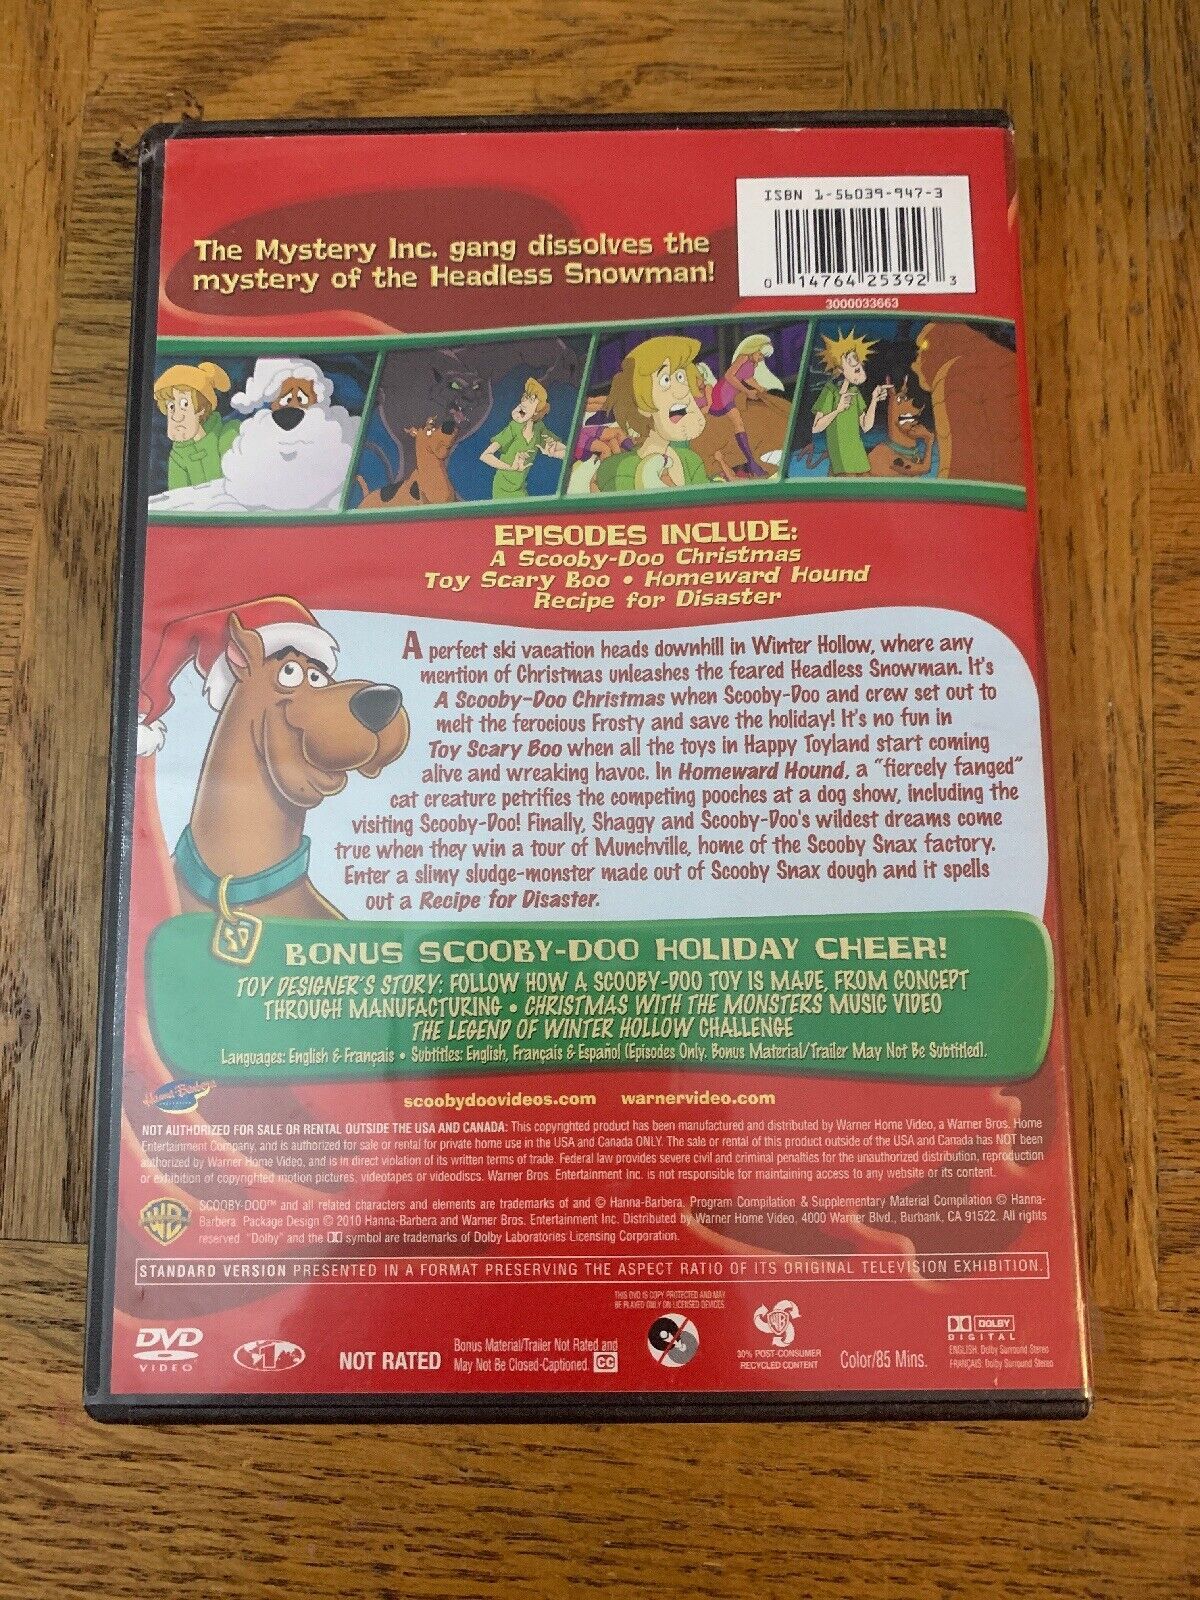 ISBN 1-56039-947-3
0 14764 25392 3
3000033663
The Mystery Inc. gang dissolves the
mystery of the Headless Snowman!
EPISODES INCLUDE:
A Scooby-Doo Christmas
Toy Scary Boo • Homeward Hound
Recipe for Disaster
A perfect ski vacation heads downhill in Winter Hollow, where any
mention of Christmas unleashes the feared Headless Snowman. It's
A Scooby-Doo Christmas when Scooby-Doo and crew set out to
melt the ferocious Frosty and save the holiday! It's no fun in
Toy Scary Boo when all the toys in Happy Toyland start coming
alive and wreaking havoc. In Homeward Hound, a "fiercely fanged"
cat creature petrifies the competing pooches at a dog show, including the
visiting Scooby-Doo! Finally, Shaggy and Scooby-Doo's wildest dreams come
true when they win a tour of Munchville, home of the Scooby Snax factory.
Enter a slimy sludge-monster made out of Scooby Snax dough and it spells
out a Recipe for Disaster.
SD
BONUS SCOOBY-DOO HOLIDAY CHEER!
TOY DESIGNER'S STORY: FOLLOW HOW A SCOOBY-DOO TOY IS MADE, FROM CONCEPT
THROUGH MANUFACTURING • CHRISTMAS WITH THE MONSTERS MUSIC VIDEO
THE LEGEND OF WINTER HOLLOW CHALLENGE
Languages: English & Français • Subtitles: English, Français & Español (Episodes Only. Bonus Material/Trailer May Not Be Subtitled).
Hanna-Barbera
scoobydoovideos.com warnervideo.com
NOT AUTHORIZED FOR SALE OR RENTAL OUTSIDE THE USA AND CANADA: This copyrighted product has been manufactured and distributed by Warner Home Video, a Warner Bros. Home
Entertainment Company, and is authorized for sale or rental for private home use in the USA and Canada ONLY. The sale or rental of this product outside of the USA and Canada has NOT been
authorized by Warner Home Video, and is in direct violation of its written terms of trade. Federal law provides severe civil and criminal penalties for the unauthorized distribution, reproduction
or exhibition of copyrighted motion pictures, videotapes or videodiscs. Warner Bros. Entertainment Inc. is not responsible for maintaining access to any website or its content.
WB
SCOOBY-DOO™ and all related characters and elements are trademarks of and © Hanna-Barbera. Program Compilation & Supplementary Material Compilation © Hanna-
Barbera. Package Design © 2010 Hanna-Barbera and Warner Bros. Entertainment Inc. Distributed by Warner Home Video, 4000 Warner Blvd., Burbank, CA 91522. All rights
reserved. "Dolby" and the DD symbol are trademarks of Dolby Laboratories Licensing Corporation.
STANDARD VERSION PRESENTED IN A FORMAT PRESERVING THE ASPECT RATIO OF ITS ORIGINAL TELEVISION EXHIBITION.
DVD
VIDEO
1
NOT RATED
Bonus Material/Trailer Not Rated and
May Not Be Closed-Captioned. CC
THIS DVD IS COPY PROTECTED AND MAY
BE PLAYED ONLY ON LICENSED DEVICES.
WB
30% POST-CONSUMER
RECYCLED CONTENT
Color/85 Mins.
DOLBY
DIGITAL
ENGLISH: Dolby Surround Stereo
FRANÇAIS: Dolby Surround Stereo